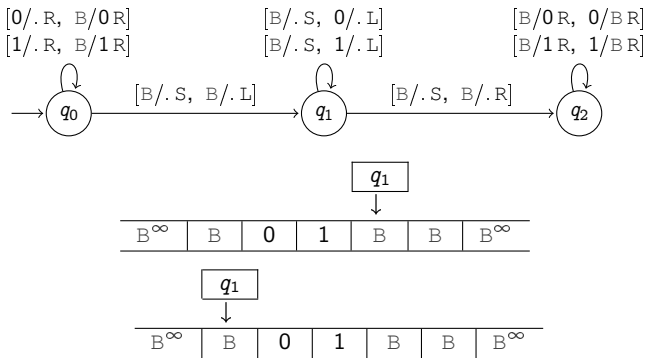 [0/. R, B/0 R] [B/. S, 0/. L] [B/0 R, 0/B R]
[1/. R, B/1 R] [B/. S, 1/. L] [B/1 R, 1/B R]
[B/. S, B/. L] [B/. S, B/. R]
q0 q1 q2
q1
B∞ B 0 1 B B B∞
q1
B∞ B 0 1 B B B∞